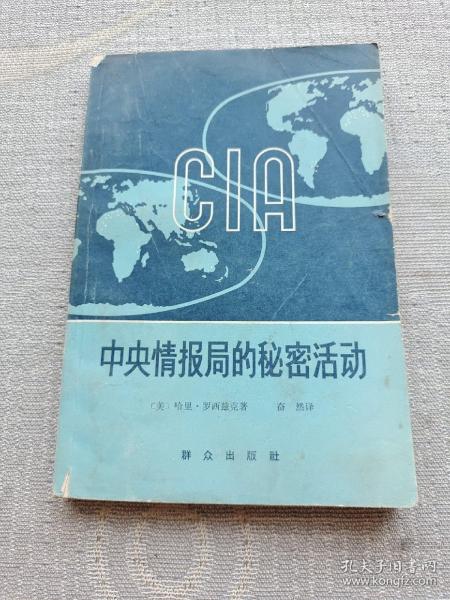 CIA
中央情报局的秘密活动
〔美〕哈里·罗西兹克著 奋然译
群众出版社
孔夫子旧书网
www.kongfz.com